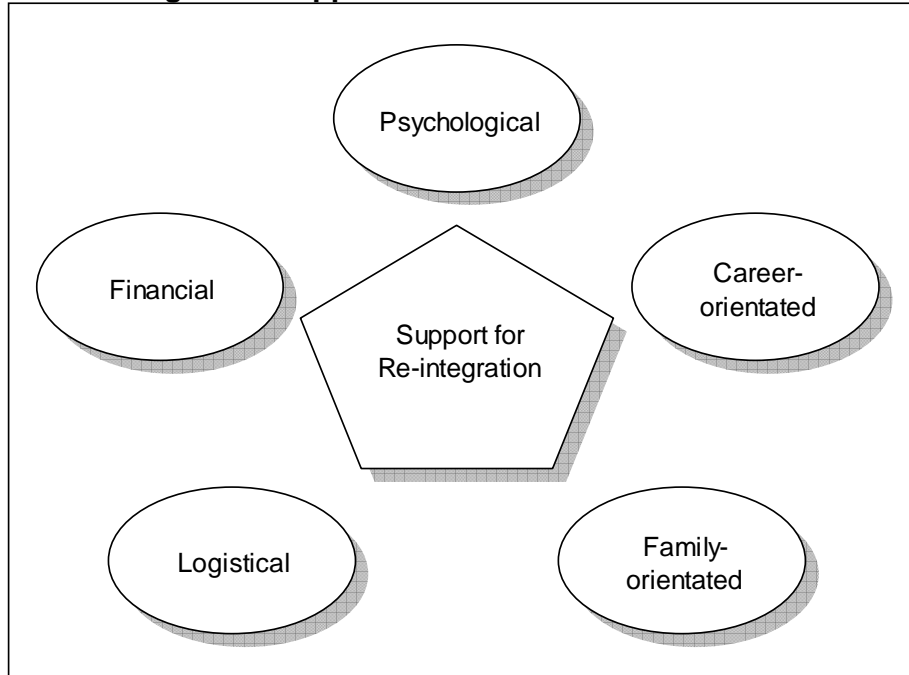 Psychological
Financial
Career-
orientated
Support for
Re-integration
Logistical
Family-
orientated